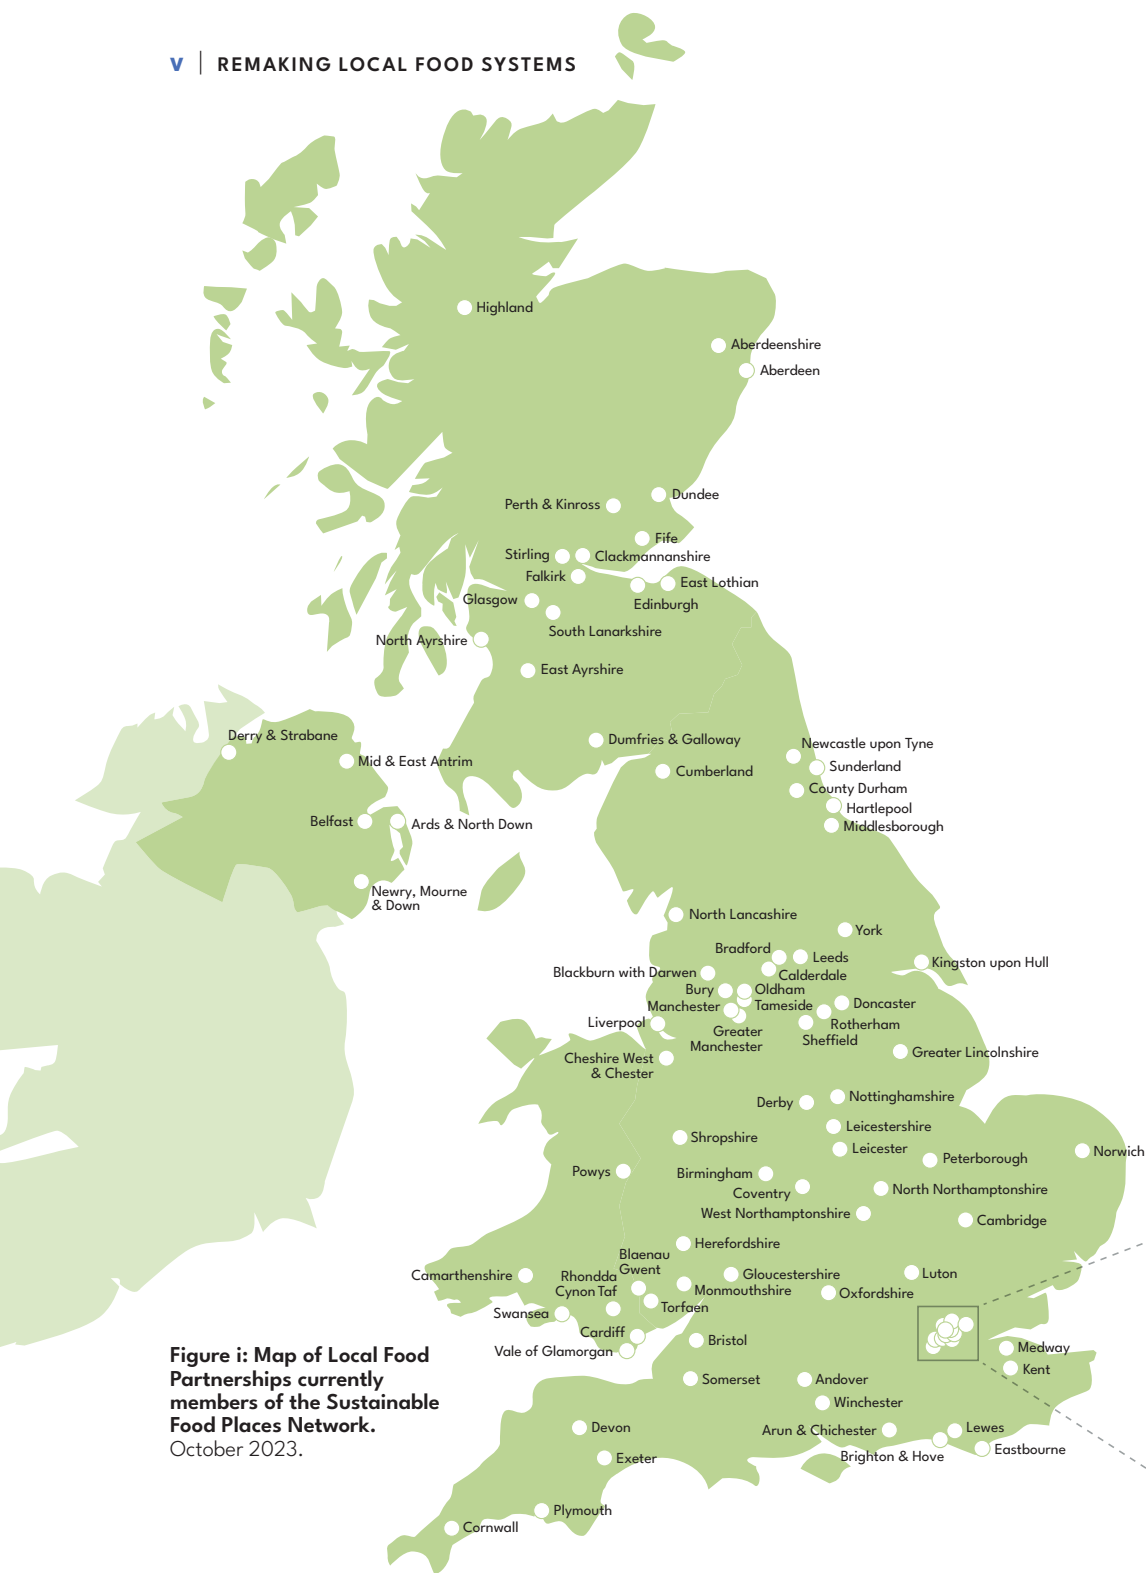 v | REMAKING LOCAL FOOD SYSTEMS
Highland
Aberdeenshire
Aberdeen
Dundee
Perth & Kinross
Fife
Stirling
Clackmannanshire
Falkirk
East Lothian
Glasgow
Edinburgh
South Lanarkshire
North Ayrshire
East Ayrshire
Derry & Strabane
Dumfries & Galloway
Newcastle upon Tyne
Mid & East Antrim
Sunderland
Cumberland
County Durham
Hartlepool
Belfast
Ards & North Down
Middlesborough
Newry, Mourne
& Down
North Lancashire
York
Bradford
Leeds
Kingston upon Hull
Blackburn with Darwen
Calderdale
Bury
Oldham
Manchester
Tameside
Doncaster
Liverpool
Rotherham
Greater
Manchester
Sheffield
Greater Lincolnshire
Cheshire West
& Chester
Derby
Nottinghamshire
Leicestershire
Shropshire
Leicester
Norwich
Peterborough
Powys
Birmingham
Coventry
North Northamptonshire
West Northamptonshire
Cambridge
Herefordshire
Blaenau
Gwent
Camarthenshire
Rhondda
Cynon Taf
Gloucestershire
Luton
Monmouthshire
Oxfordshire
Torfaen
Swansea
Cardiff
Bristol
Vale of Glamorgan
Medway
Kent
Somerset
Andover
Winchester
Devon
Arun & Chichester
Lewes
Eastbourne
Brighton & Hove
Exeter
Plymouth
Cornwall
Figure i: Map of Local Food
Partnerships currently
members of the Sustainable
Food Places Network.
October 2023.